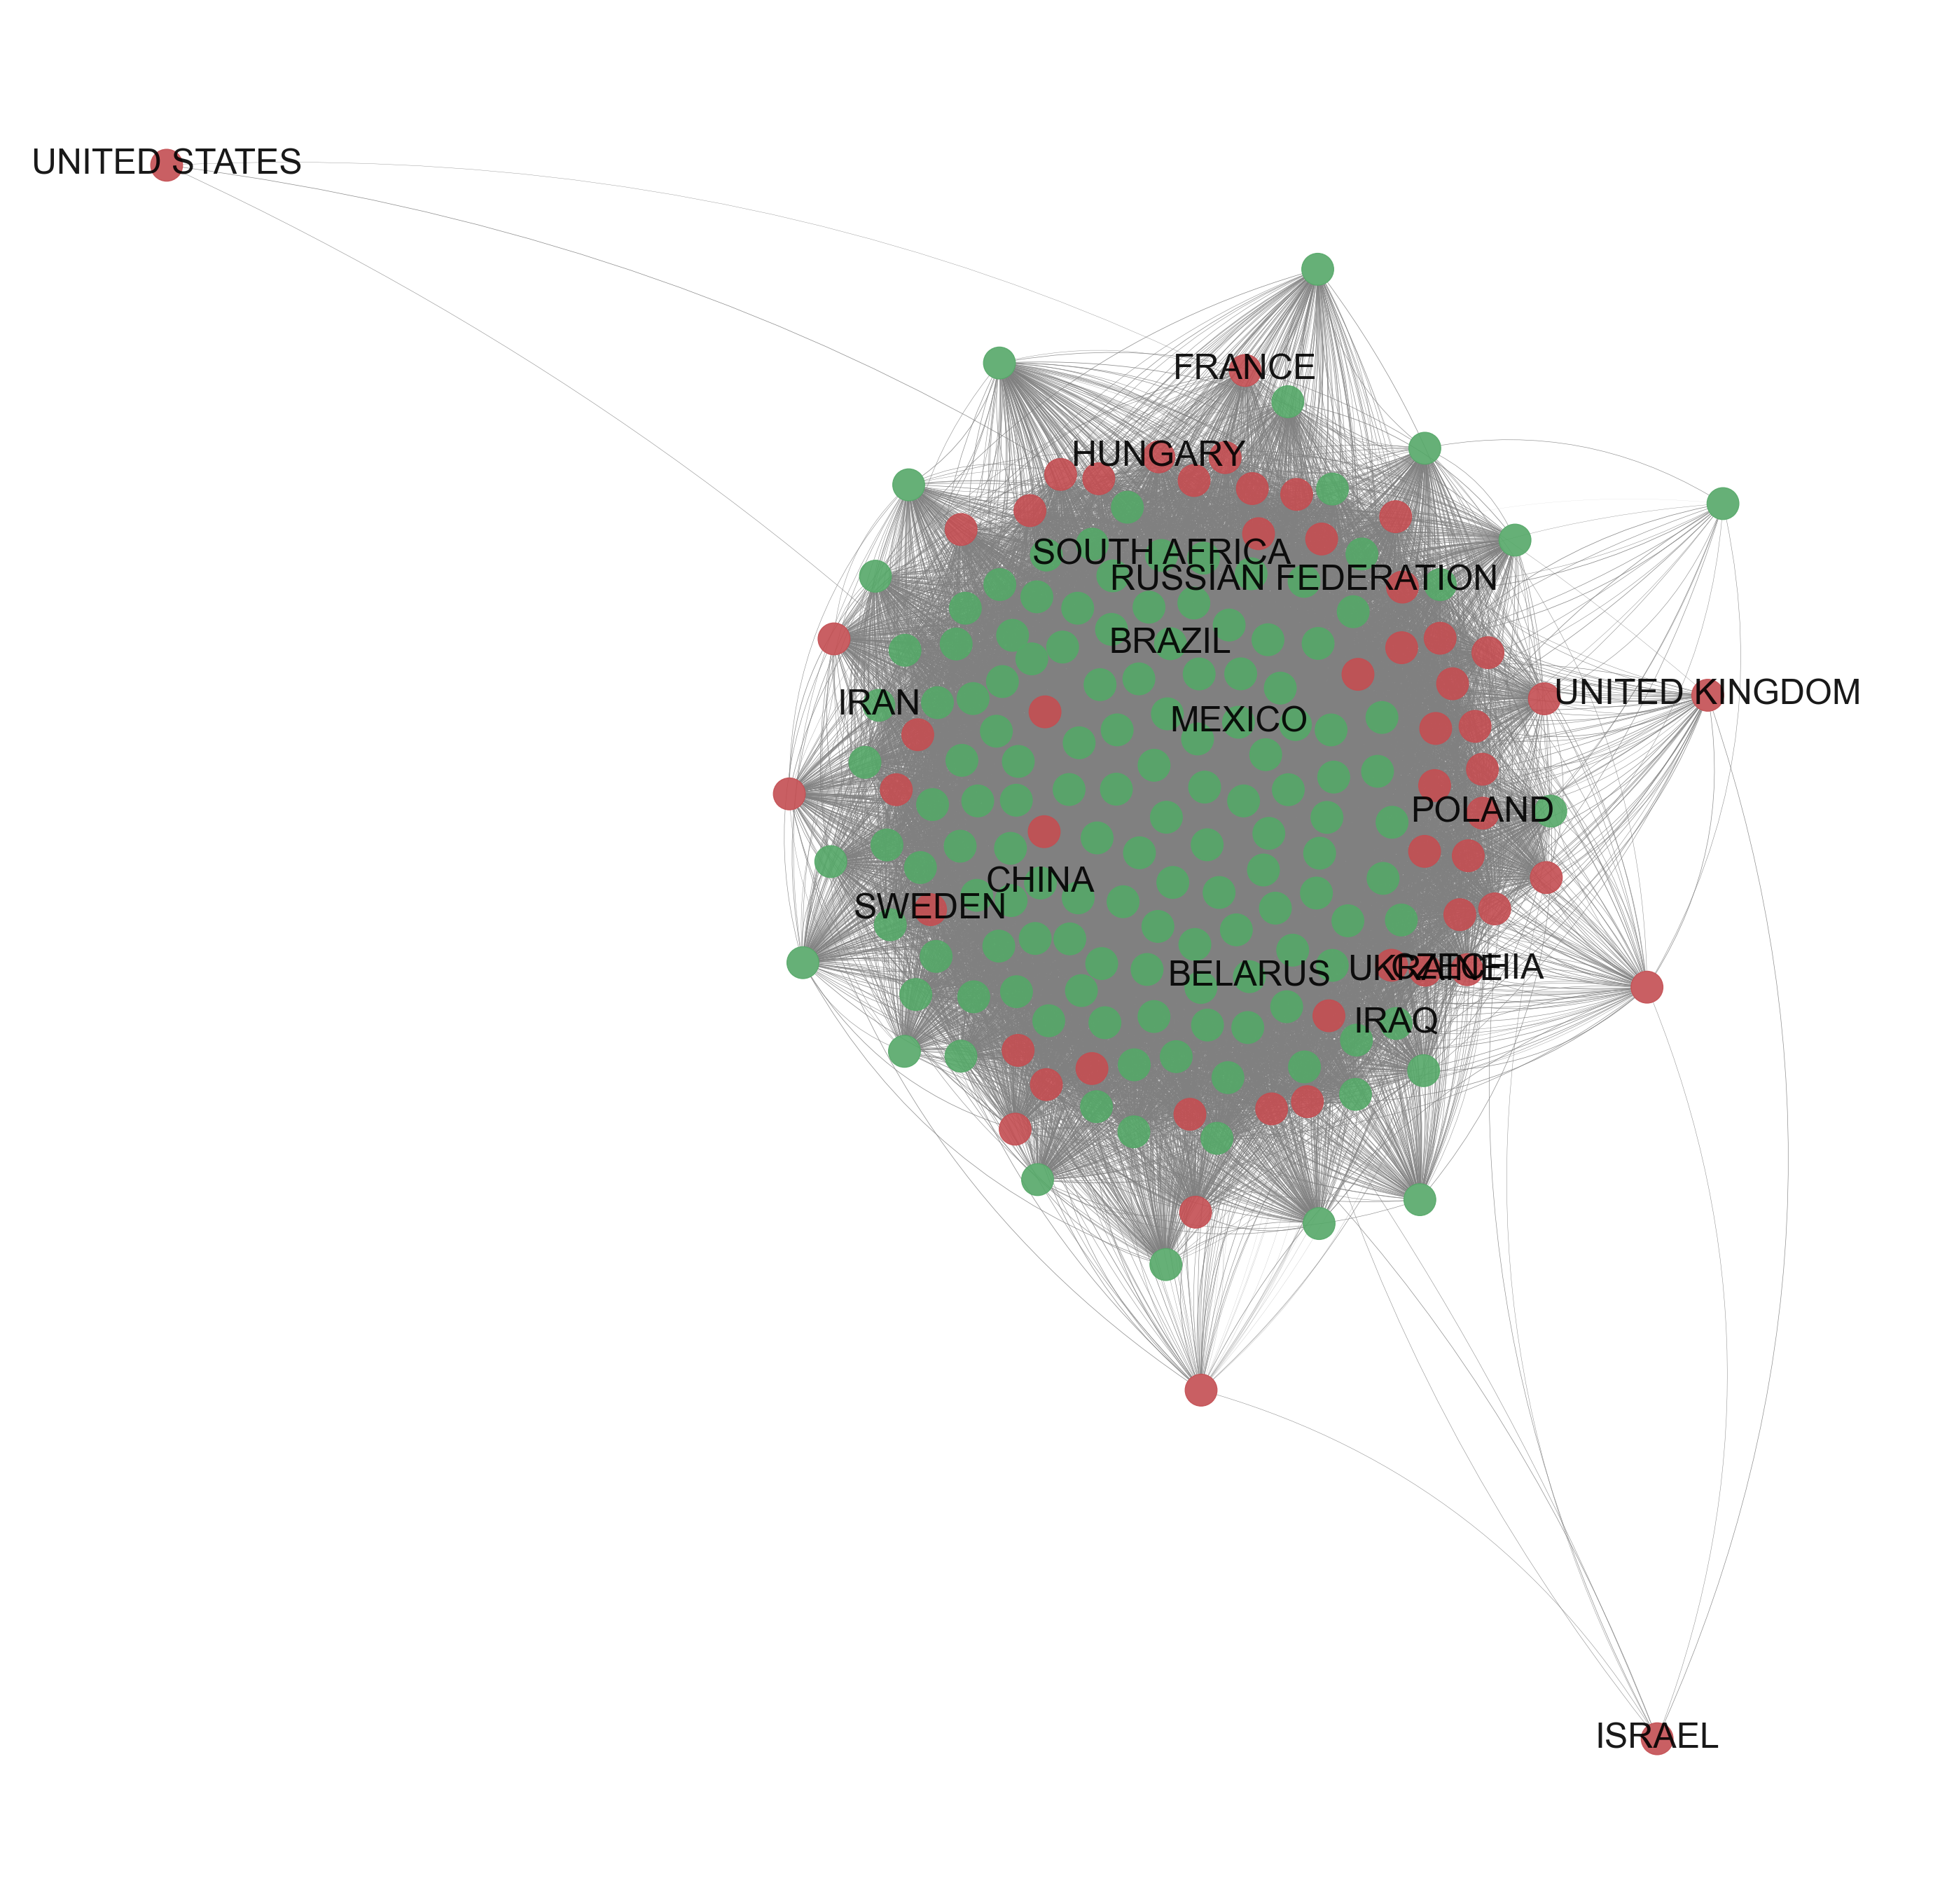 UNITED STATES
FRANCE
HUNGARY
SOUTH AFRICA
RUSSIAN FEDERATION
BRAZIL
UNITED KINGDOM
IRAN
MEXICO
POLAND
CHINA
SWEDEN
BELARUS
UKRAINE
CZECHIA
IRAQ
ISRAEL